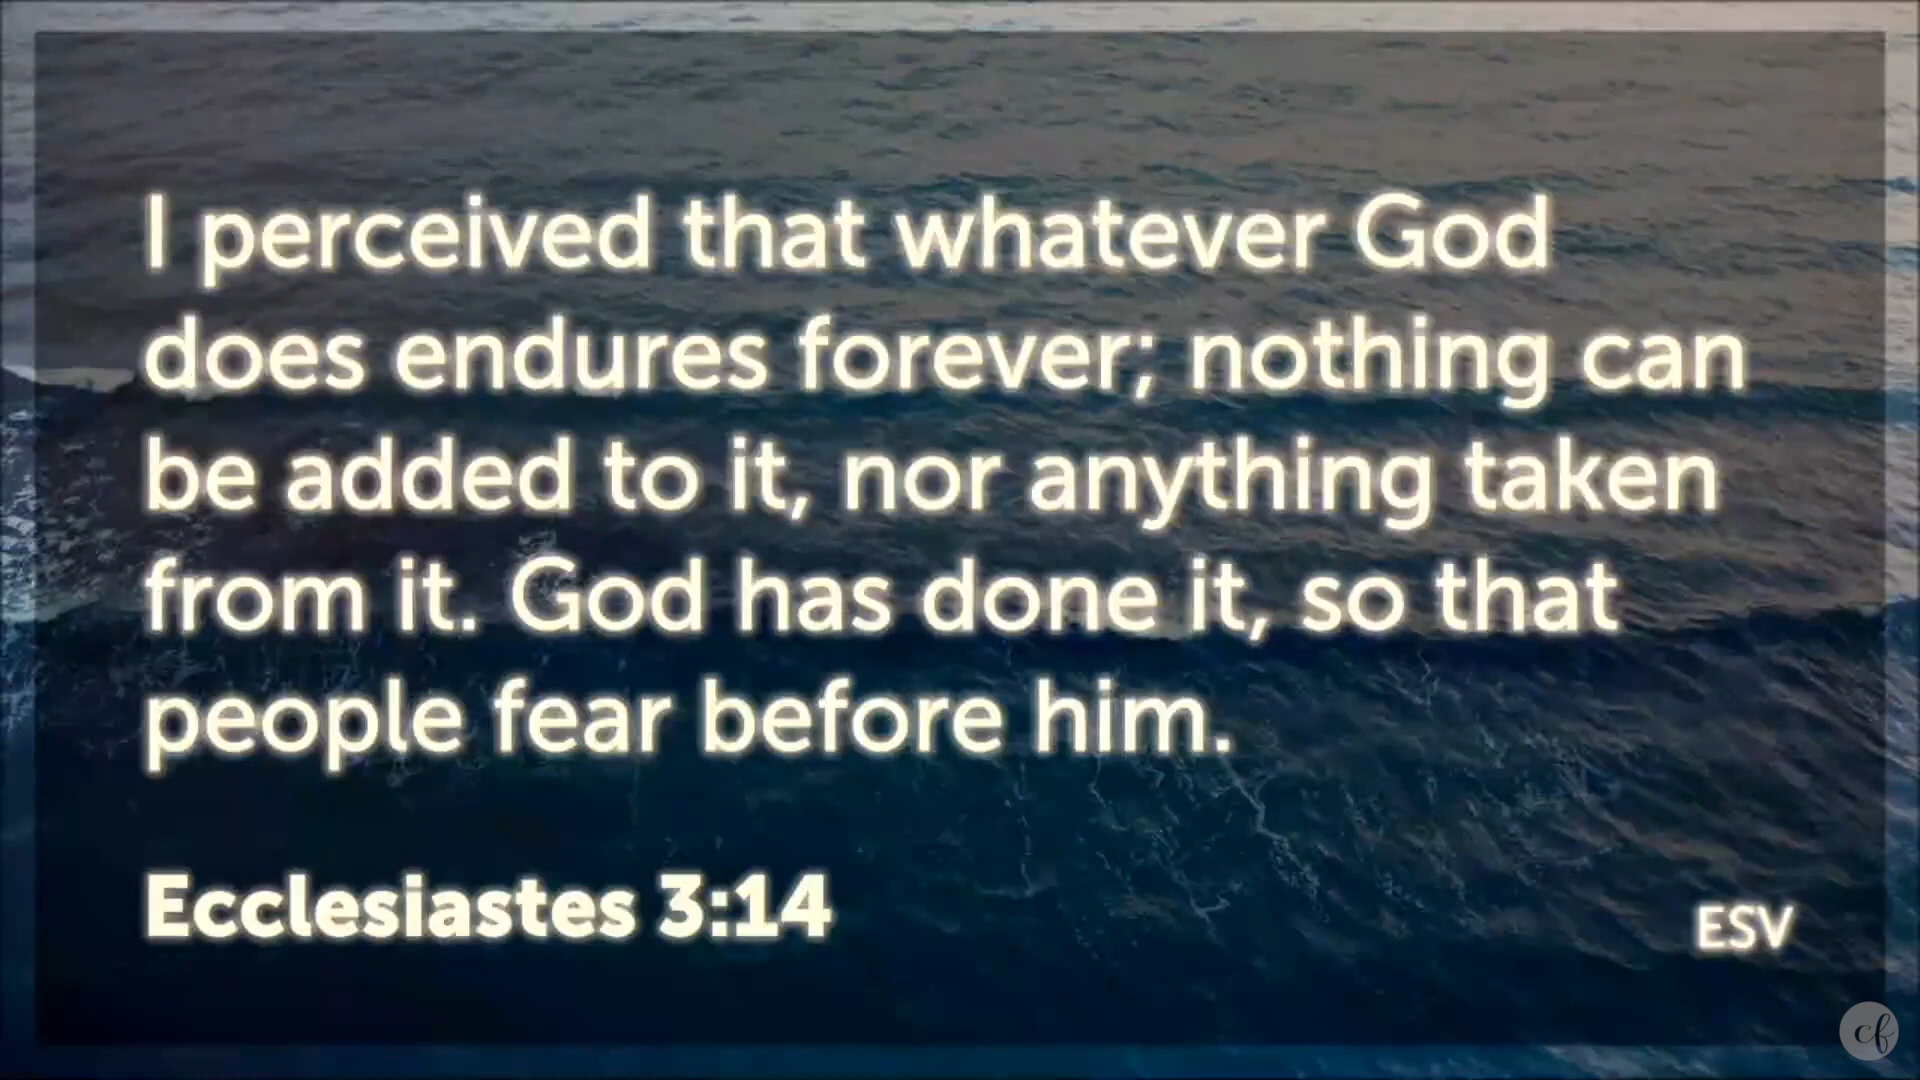 I perceived that whatever God
does endures forever; nothing can
be added to it, nor anything taken
from it. God has done it, so that
people fear before him.
Ecclesiastes 3:14
ESV
cf